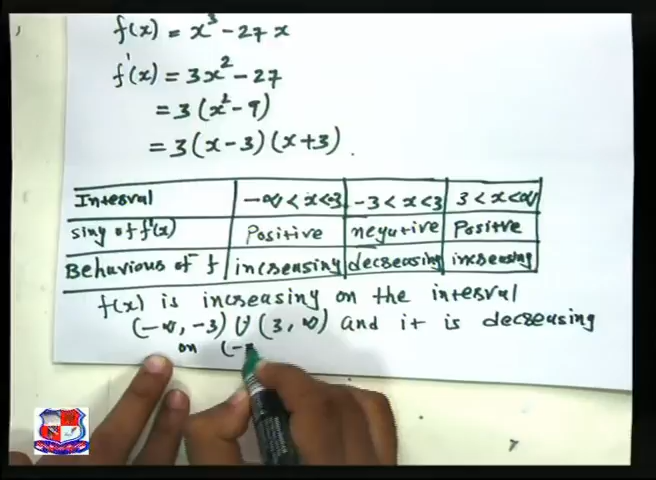 f(x) = x³ - 27x
f'(x) = 3x² - 27
= 3(x² - 9)
= 3(x - 3)(x + 3).
Interval -∞ < x < -3 -3 < x < 3 3 < x < ∞
sing of f'(x) Positive negative Positive
Behaviour of f increasing decreasing increasing
f(x) is increasing on the interval
(-∞, -3) ∪ (3, ∞) and it is decreasing
on (-